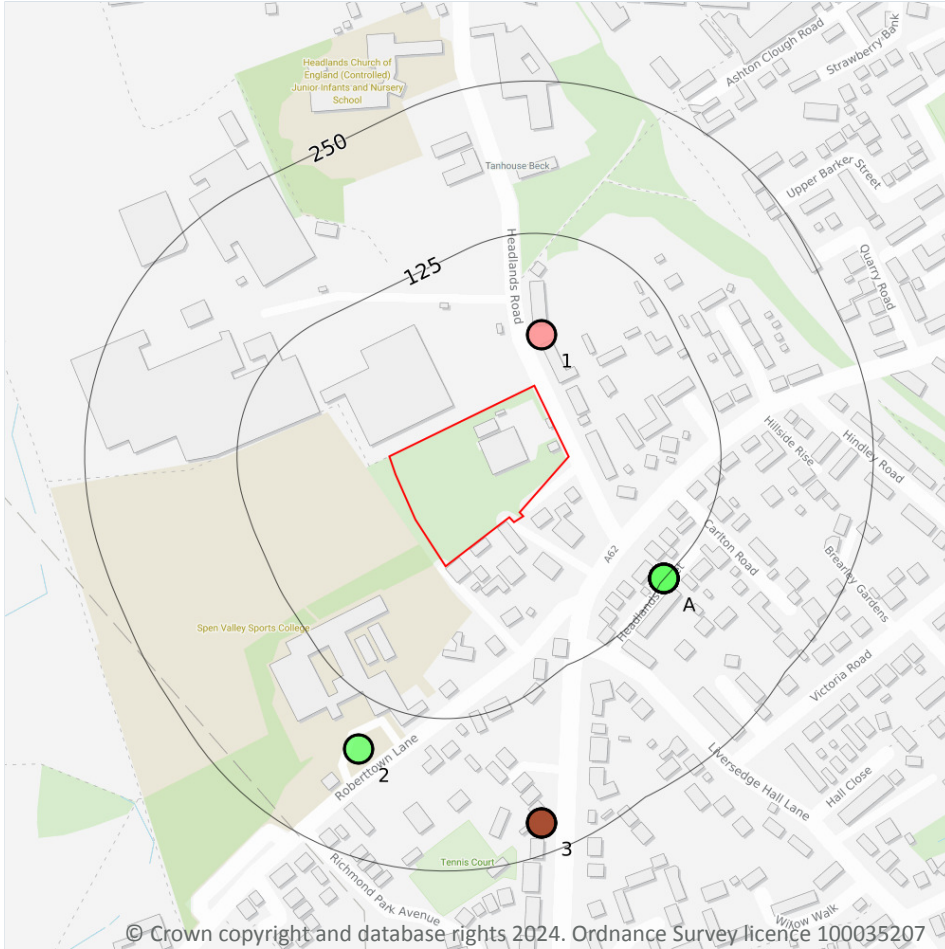 Ashton Clough Road
Strawberry Bank
Headlands Church of
England (Controlled)
Junior Infants and Nursery
School
250
Tanhouse Beck
Upper Barker Street
Headlands Road
125
Quarry Road
1
Hillside Rise
Hindley Road
Carlton Road
A62
Brearley Gardens
A
Headlands
Spen Valley Sports College
Victoria Road
2
Roberttown Lane
Liversedge Hall Lane
Hall Close
3
Tennis Court
Richmond Park Avenue
Willow Walk
© Crown copyright and database rights 2024. Ordnance Survey licence 100035207